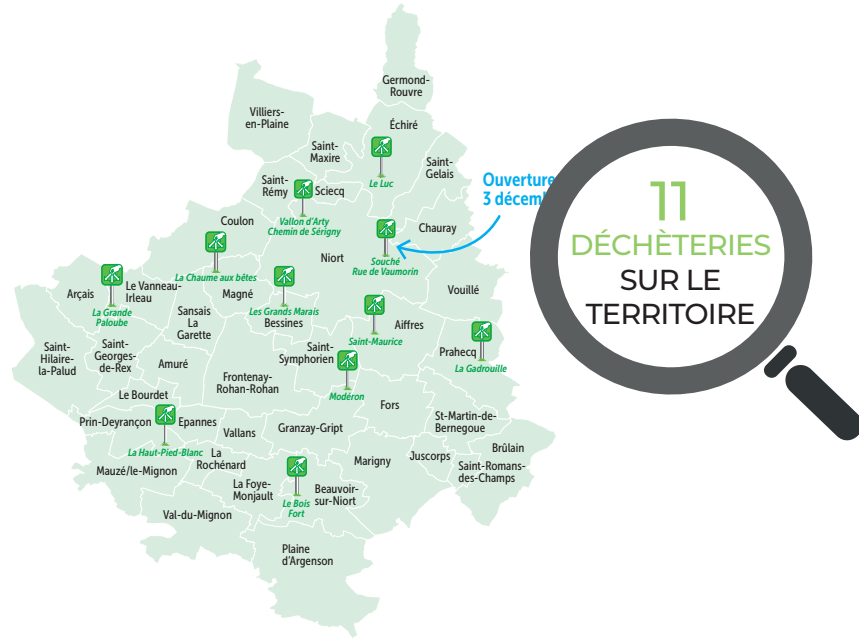 Germond-
Rouvre
Villiers-
en-Plaine
Échiré
Saint-
Maxire
Saint-
Gelais
Le Luc
Saint-
Rémy
Sciecq
Vallon d'Arty
Chemin de Sérigny
Ouverture
3
11
DÉCHÈTERIES
SUR LE
TERRITOIRE
Coulon
Chauray
Niort
Souché
Rue de Vaumorin
La Chaume aux bêtes
Vouillé
Arçais
Le Vanneau-
Irleau
La Grande
Paloube
Magné
Sansais
La
Garette
Les Grands Marais
Bessines
Aiffres
Saint-Maurice
Saint-
Hilaire-
la-Palud
Saint-
Georges-
de-Rex
Amuré
Saint-
Symphorien
Prahecq
La Gadrouille
Frontenay-
Rohan-Rohan
Modéron
Le Bourdet
Fors
Prin-Deyrançon
Epannes
St-Martin-de-
Bernegoue
Vallans
Granzay-Gript
La Haut-Pied-Blanc
La
Rochénard
Brûlain
Mauzé/le-Mignon
Marigny
Juscorps
Saint-Romans-
des-Champs
La Foye-
Monjault
Le Bois
Fort
Beauvoir-
sur-Niort
Val-du-Mignon
Plaine
d'Argenson